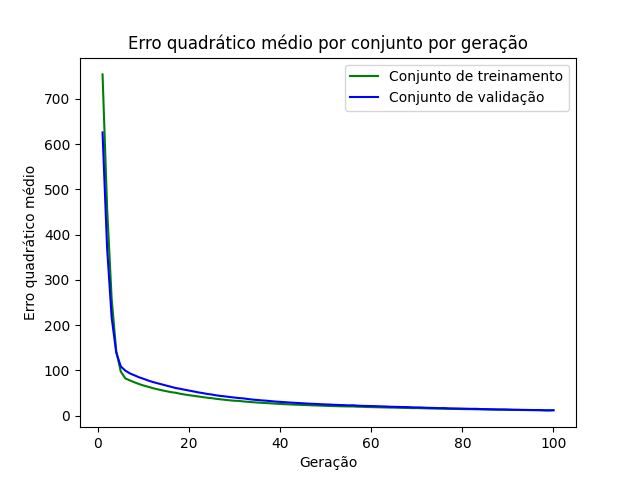 Erro quadrático médio por conjunto por geração
Conjunto de treinamento
Conjunto de validação
Erro quadrático médio
700
600
500
400
300
200
100
0
0 20 40 60 80 100
Geração